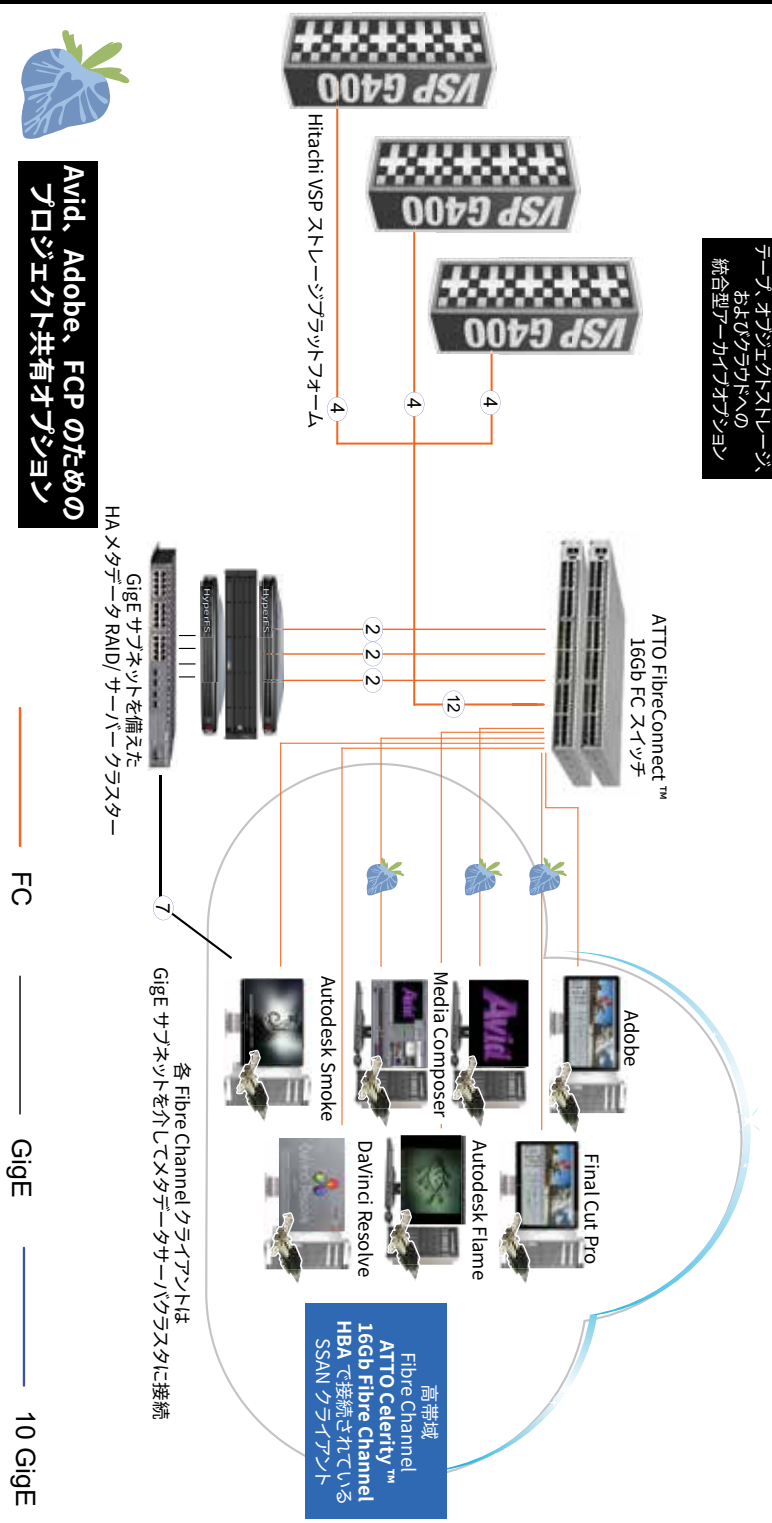 テープ、オブジェクトストレージ、
およびクラウドへの
統合型アーカイブオプション
VSP G400
VSP G400
VSP G400
Hitachi VSP ストレージプラットフォーム
4
4
4
ATTO FibreConnect ™
16Gb FC スイッチ
2
2
2
12
HyperFS
HyperFS
GigE サブネットを備えた
HA メタデータ RAID/ サーバー クラスター
7
Adobe
Final Cut Pro
Avid
Media Composer
Avid
Autodesk Flame
Autodesk Smoke
DaVinci Resolve
高帯域
Fibre Channel
ATTO Celerity ™
16Gb Fibre Channel
HBA で接続されている
SSAN クライアント
各 Fibre Channel クライアントは
GigE サブネットを介してメタデータサーバクラスタに接続
Avid、Adobe、FCP のための
プロジェクト共有オプション
FC
GigE
10 GigE